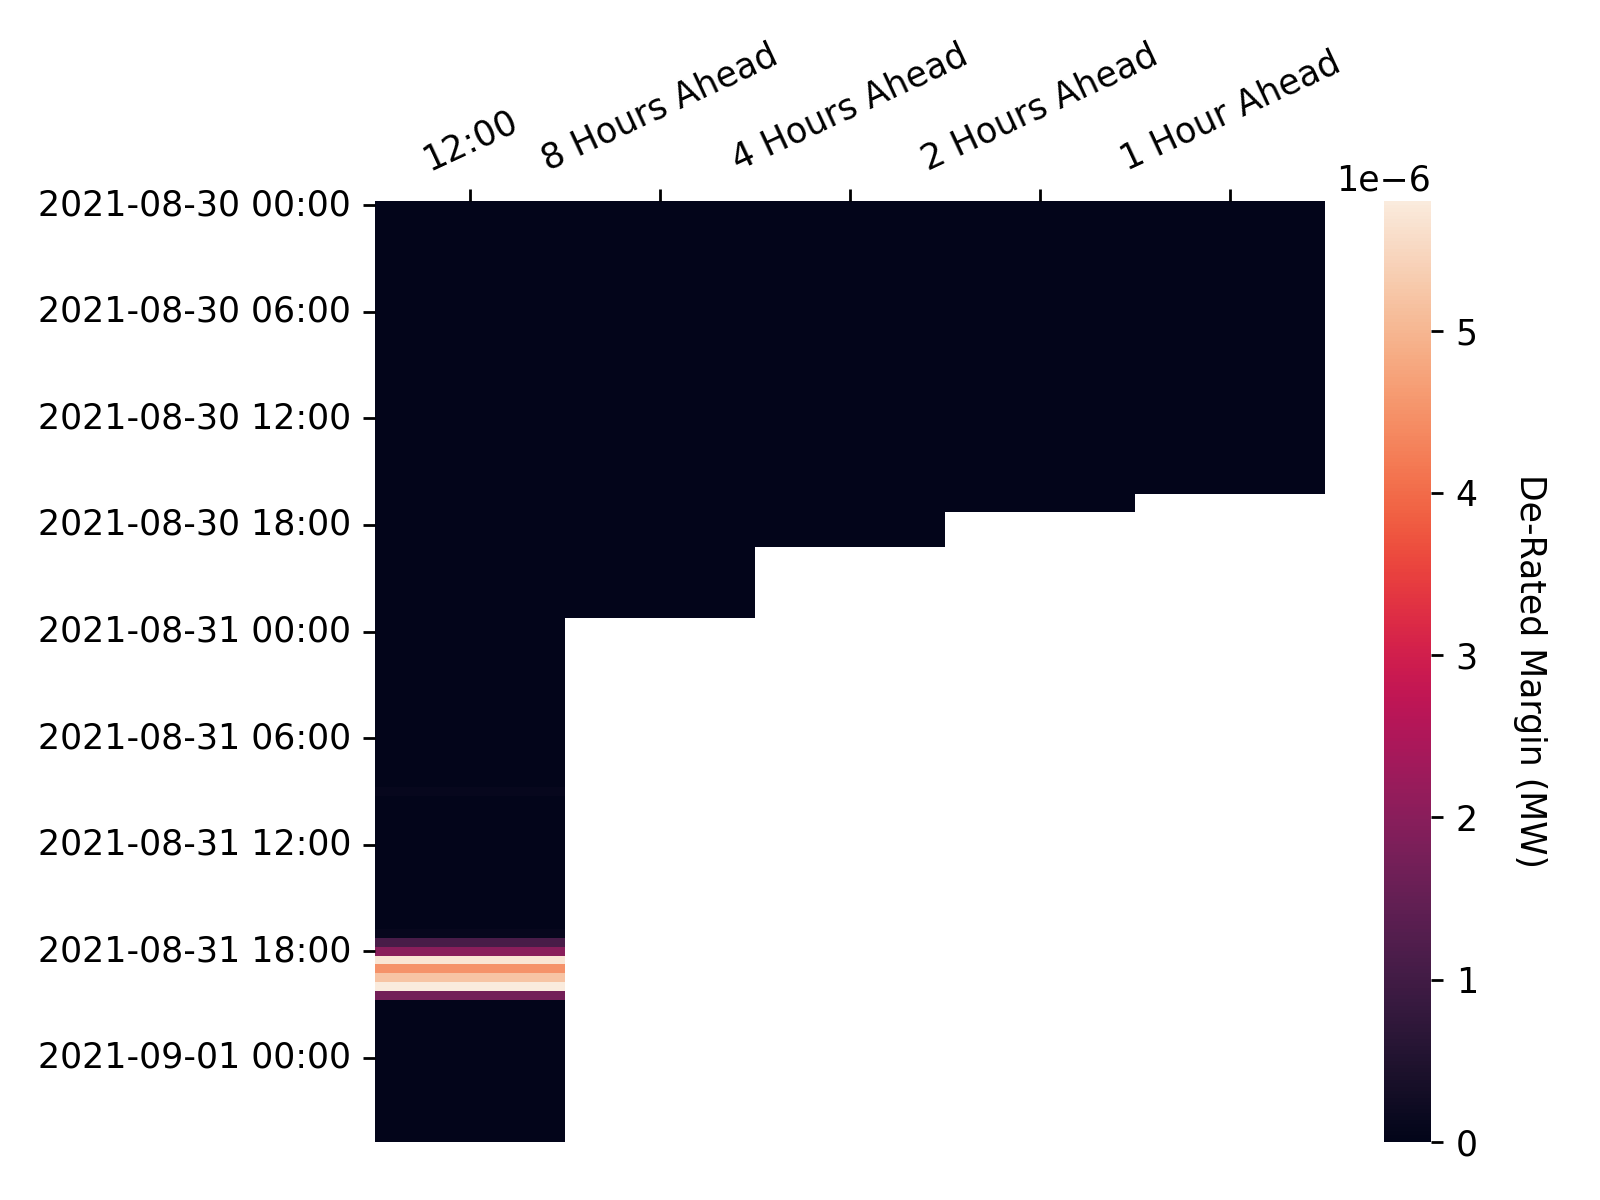 12:00
8 Hours Ahead
4 Hours Ahead
2 Hours Ahead
1 Hour Ahead
2021-08-30 00:00
2021-08-30 06:00
2021-08-30 12:00
2021-08-30 18:00
2021-08-31 00:00
2021-08-31 06:00
2021-08-31 12:00
2021-08-31 18:00
2021-09-01 00:00
1e−6
5
4
3
2
1
0
De-Rated Margin (MW)